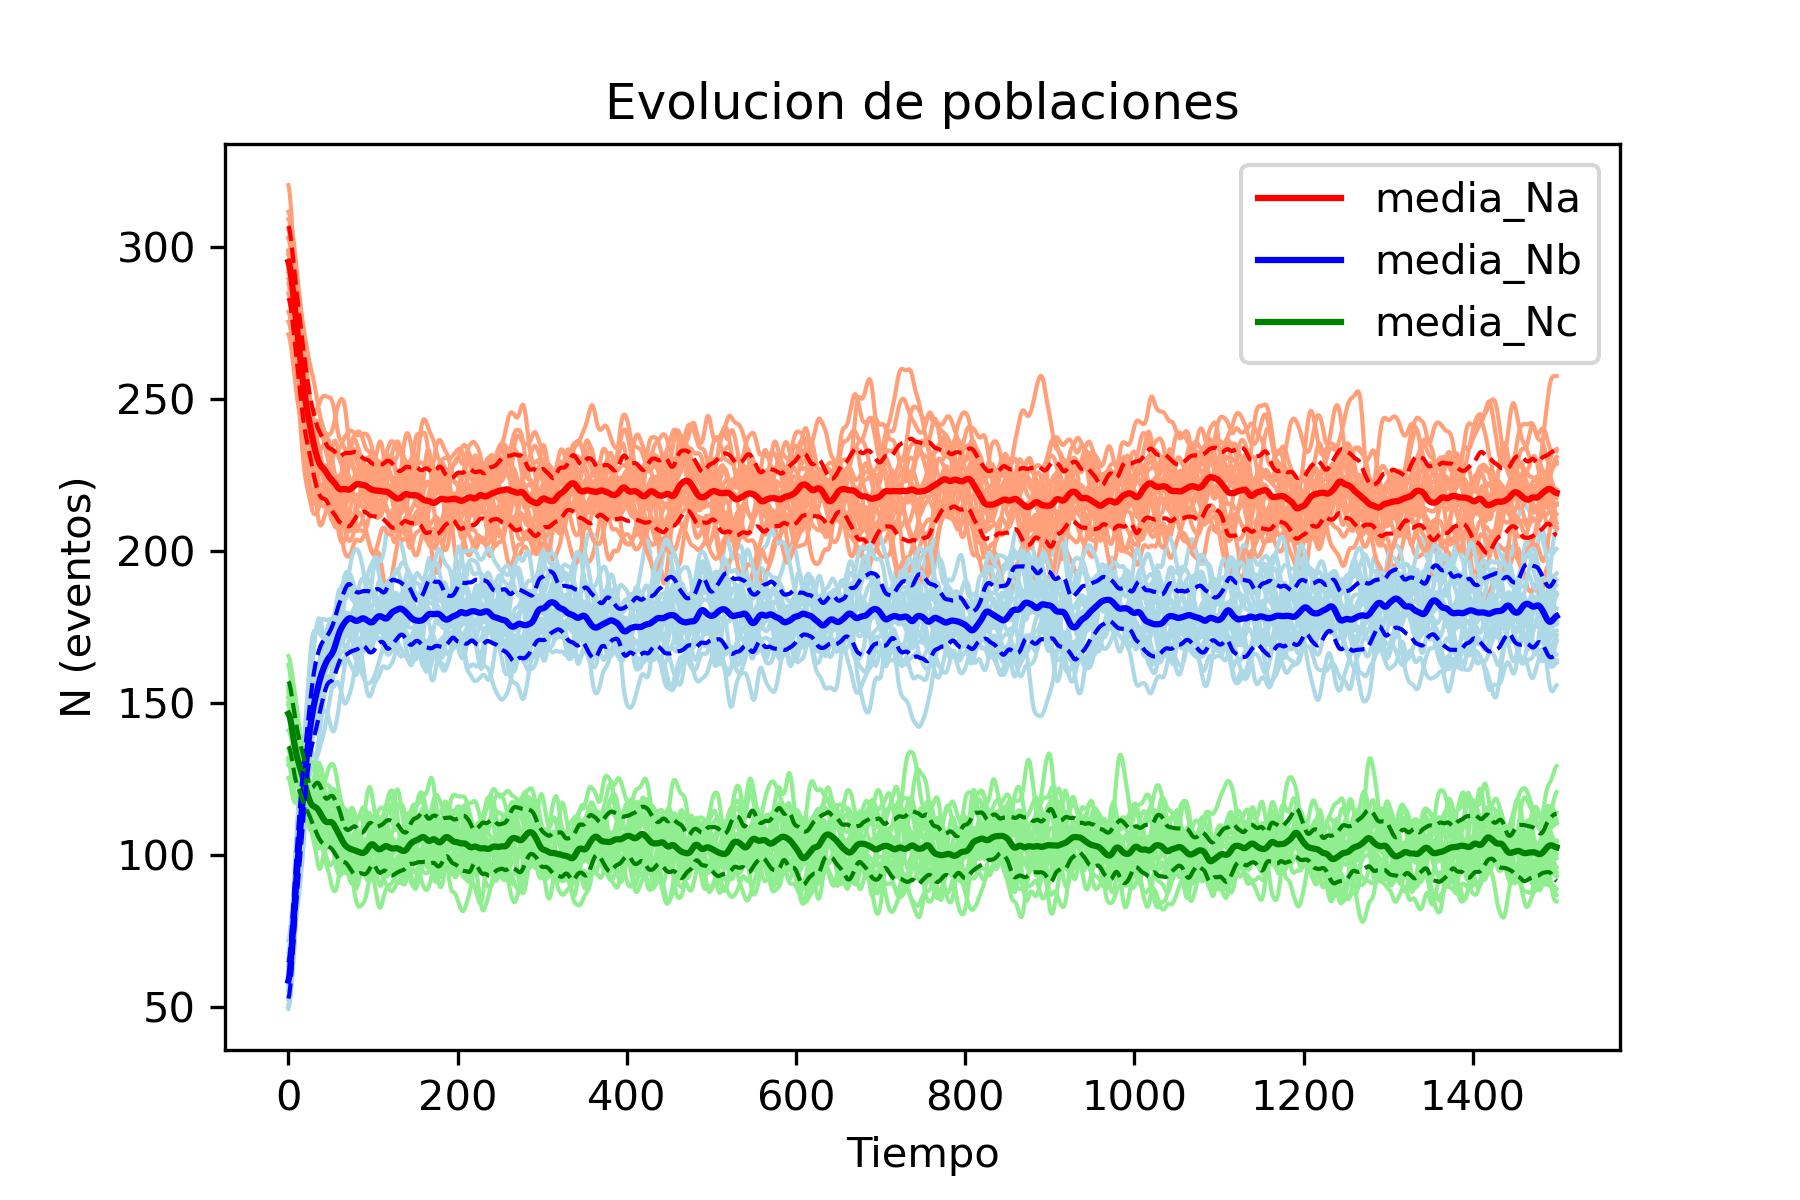 Evolucion de poblaciones
media_Na
media_Nb
media_Nc
N (eventos)
300
250
200
150
100
50
0 200 400 600 800 1000 1200 1400
Tiempo